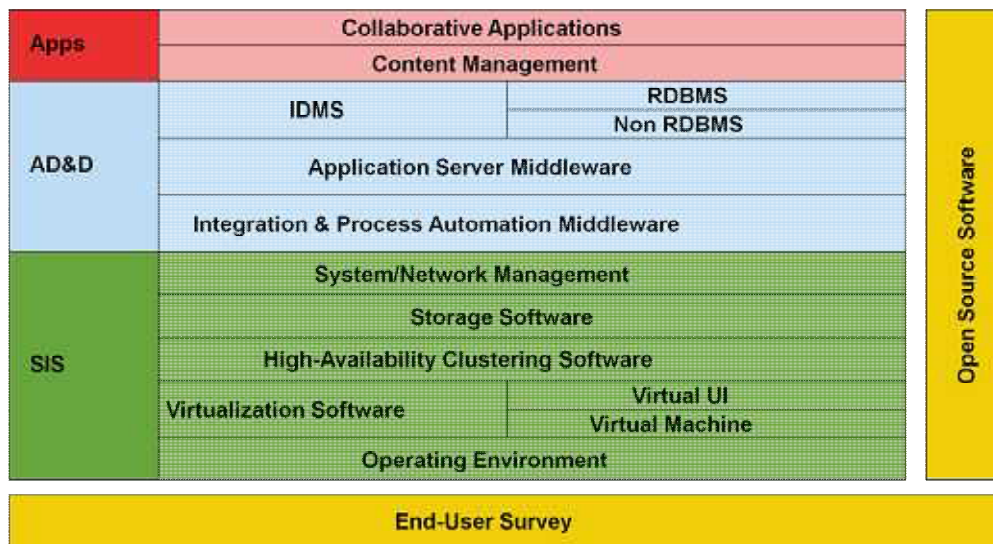 Apps
Collaborative Applications
Content Management
AD&D
IDMS
RDBMS
Non RDBMS
Application Server Middleware
Integration & Process Automation Middleware
SIS
System/Network Management
Storage Software
High-Availability Clustering Software
Virtualization Software
Virtual UI
Virtual Machine
Operating Environment
Open Source Software
End-User Survey